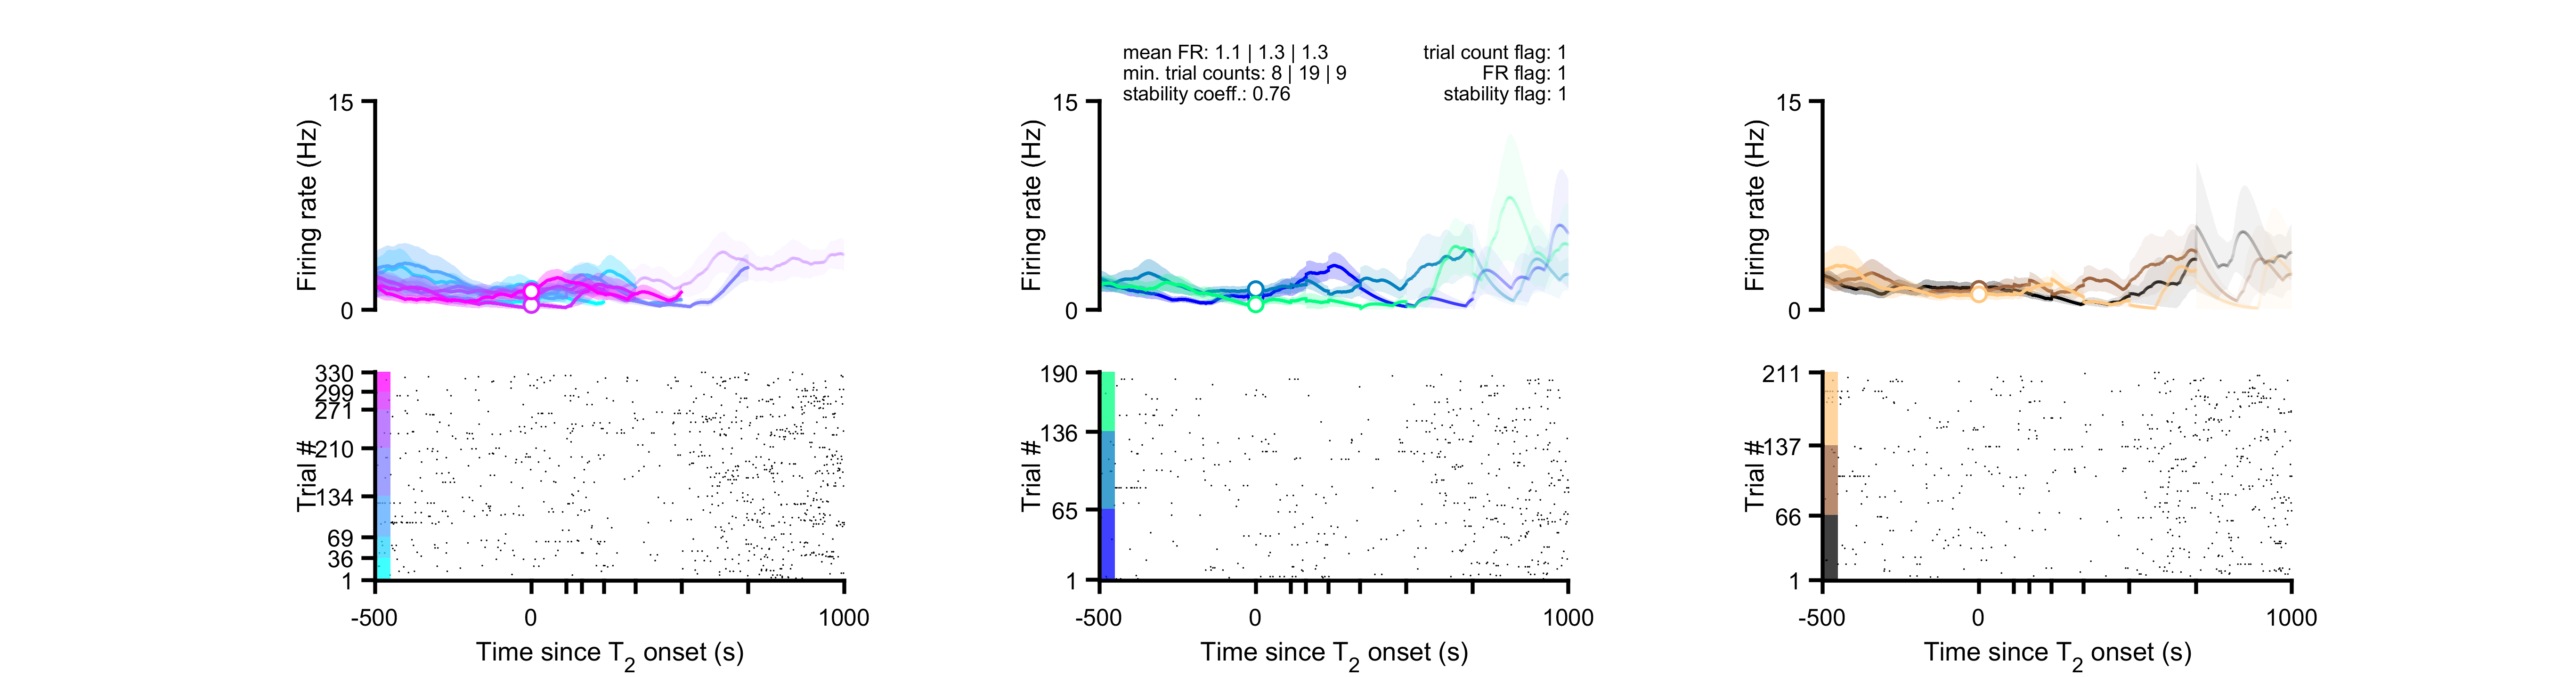 mean FR: 1.1 | 1.3 | 1.3
min. trial counts: 8 | 19 | 9
stability coeff.: 0.76
trial count flag: 1
FR flag: 1
stability flag: 1
15
0
Firing rate (Hz)
330
299
271
210
134
69
36
1
Trial #
-500
0
1000
Time since T2 onset (s)
15
0
Firing rate (Hz)
190
136
65
1
Trial #
-500
0
1000
Time since T2 onset (s)
15
0
Firing rate (Hz)
211
137
66
1
Trial #
-500
0
1000
Time since T2 onset (s)